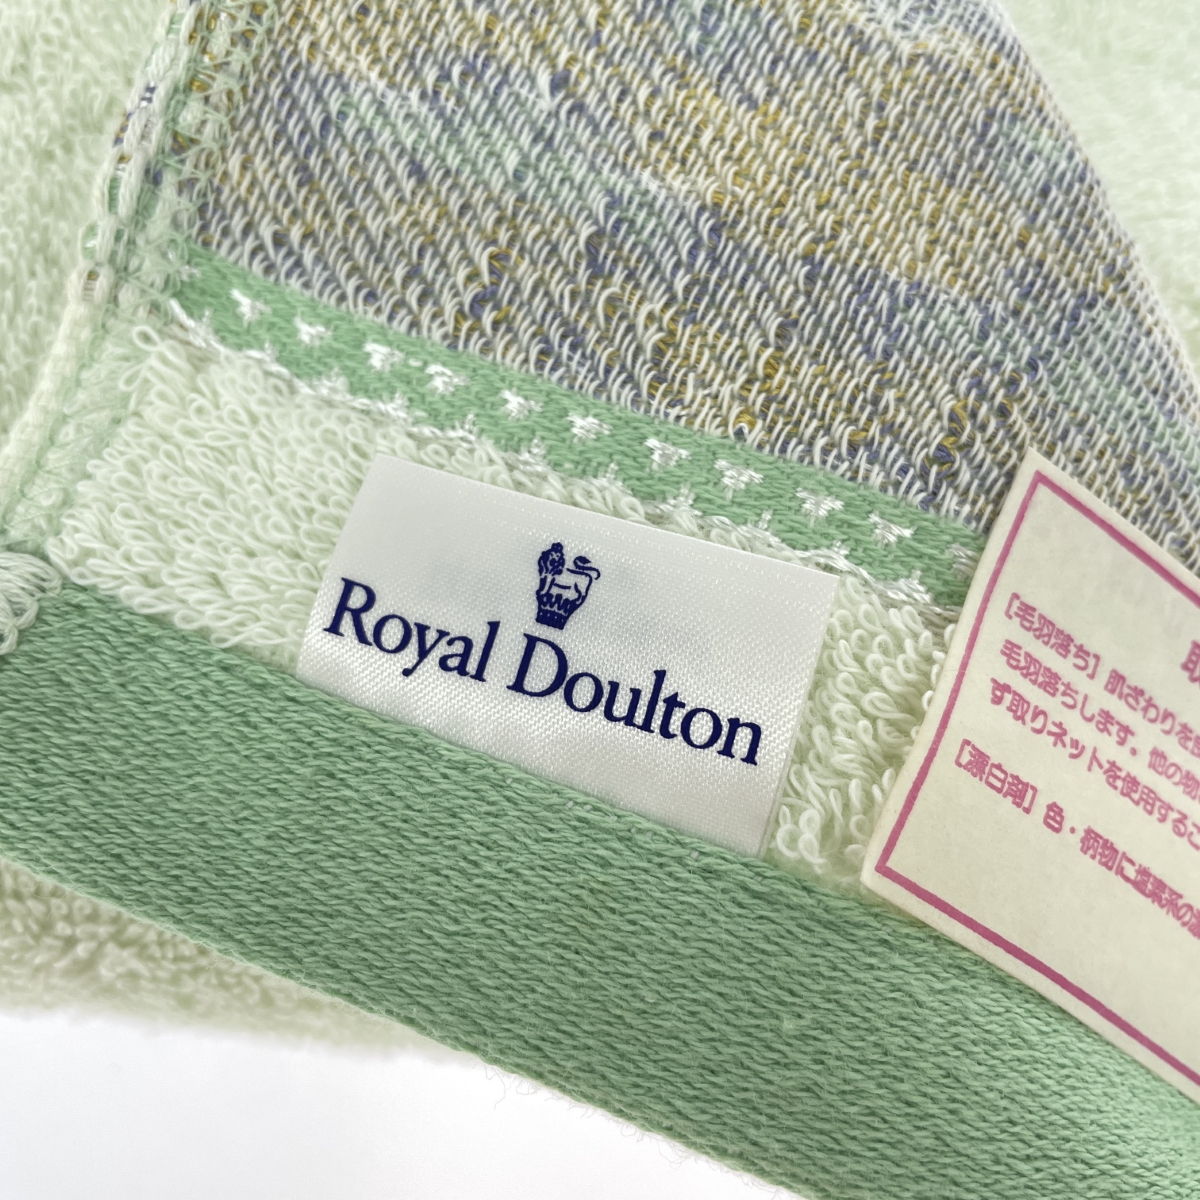 Royal Doulton
取
[毛羽落ち] 肌ざわりを
毛羽落ちします。他の物
ず取りネットを使用するこ
[漂白剤] 色・柄物に塩素系の